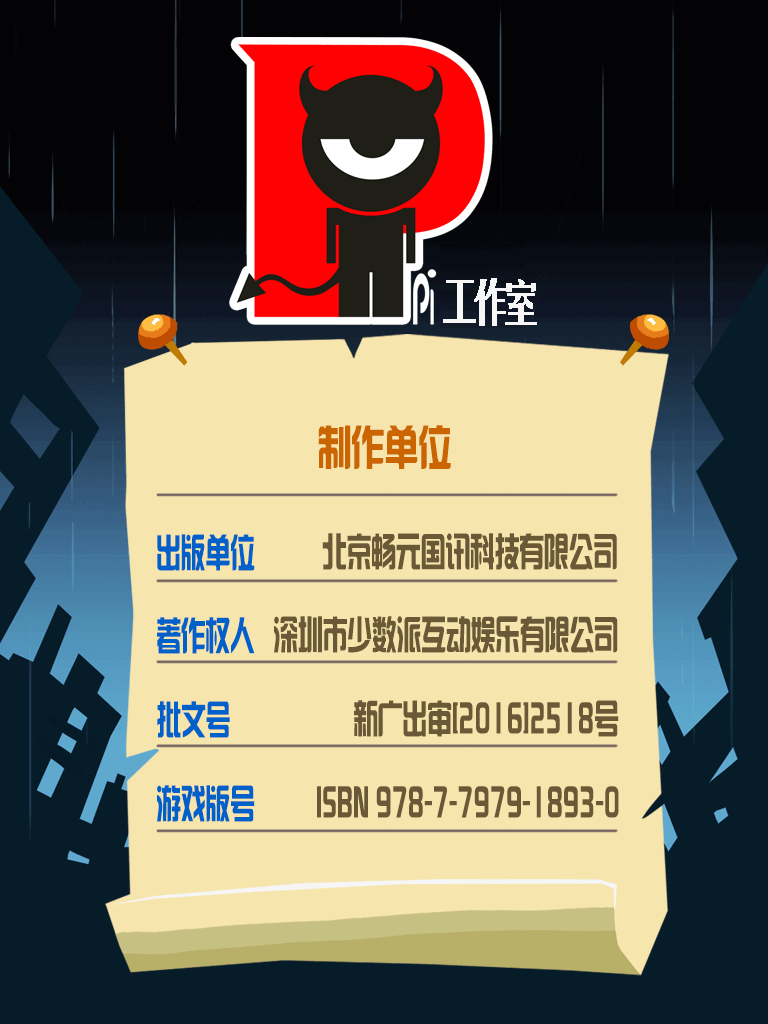 Ppi 工作室
制作单位
出版单位 北京畅元国讯科技有限公司
著作权人 深圳市少数派互动娱乐有限公司
批文号 新广出审[2016]2518号
游戏版号 ISBN 978-7-7979-1893-0